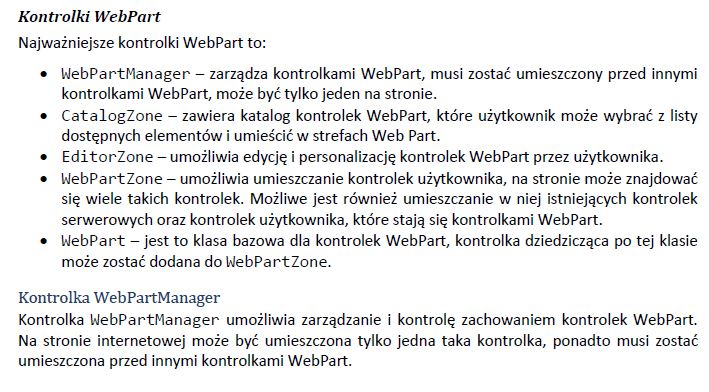 Kontrolki WebPart
Najważniejsze kontrolki WebPart to:
• WebPartManager – zarządza kontrolkami WebPart, musi zostać umieszczony przed innymi
kontrolkami WebPart, może być tylko jeden na stronie.
• CatalogZone – zawiera katalog kontrolek WebPart, które użytkownik może wybrać z listy
dostępnych elementów i umieścić w strefach Web Part.
• EditorZone – umożliwia edycję i personalizację kontrolek WebPart przez użytkownika.
• WebPartZone – umożliwia umieszczanie kontrolek użytkownika, na stronie może znajdować
się wiele takich kontrolek. Możliwe jest również umieszczanie w niej istniejących kontrolek
serwerowych oraz kontrolek użytkownika, które stają się kontrolkami WebPart.
• WebPart – jest to klasa bazowa dla kontrolek WebPart, kontrolka dziedzicząca po tej klasie
może zostać dodana do WebPartZone.
Kontrolka WebPartManager
Kontrolka WebPartManager umożliwia zarządzanie i kontrolę zachowaniem kontrolek WebPart.
Na stronie internetowej może być umieszczona tylko jedna taka kontrolka, ponadto musi zostać
umieszczona przed innymi kontrolkami WebPart.